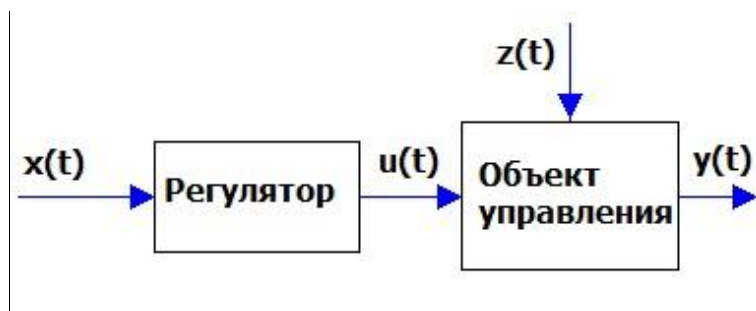 z(t)
x(t)
Регулятор
u(t)
Объект
управления
y(t)